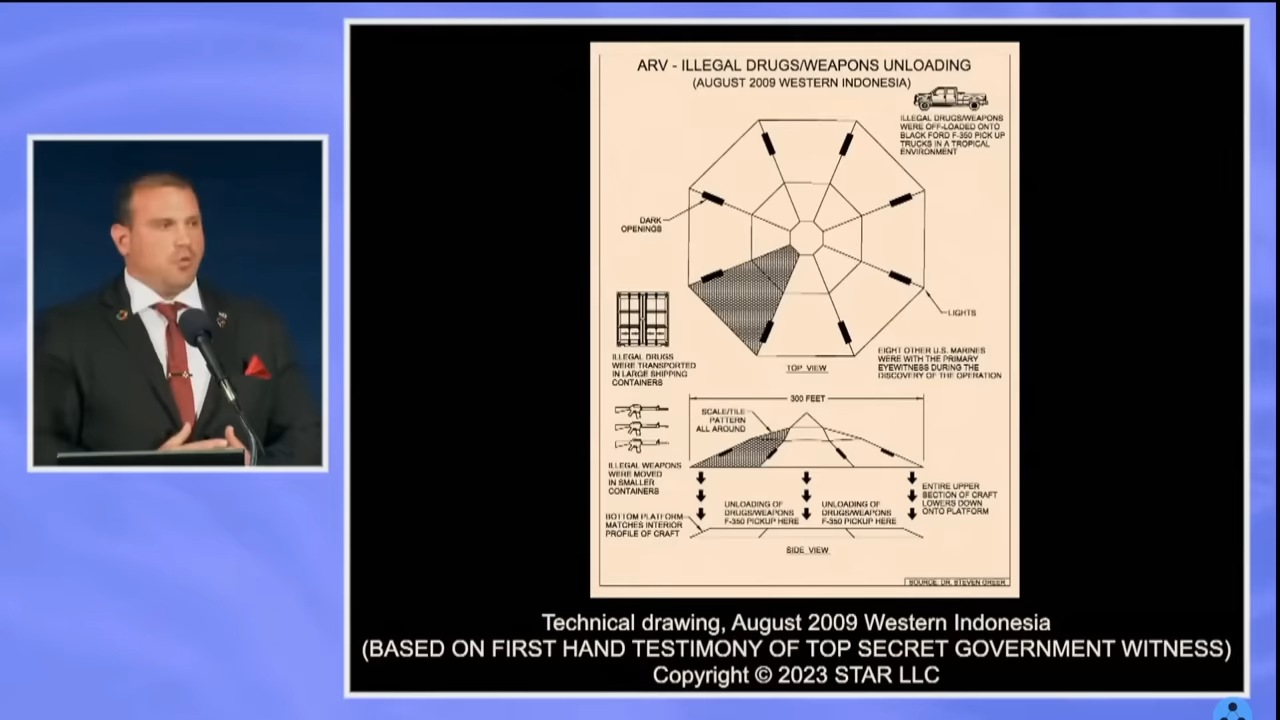 ARV - ILLEGAL DRUGS/WEAPONS UNLOADING
(AUGUST 2009 WESTERN INDONESIA)
ILLEGAL DRUGS/WEAPONS
WERE OFF-LOADED ONTO
BLACK FORD F-350 PICK UP
TRUCKS IN A TROPICAL
ENVIRONMENT
DARK
OPENINGS
LIGHTS
ILLEGAL DRUGS
WERE TRANSPORTED
IN LARGE SHIPPING
CONTAINERS
EIGHT OTHER U.S. MARINES
WERE WITH THE PRIMARY
EYEWITNESS DURING THE
DISCOVERY OF THE OPERATION
TOP VIEW
300 FEET
SCALE/TILE
PATTERN
ALL AROUND
ILLEGAL WEAPONS
WERE MOVED
IN SMALLER
CONTAINERS
ENTIRE UPPER
SECTION OF CRAFT
LOWERS DOWN
ONTO PLATFORM
UNLOADING OF
DRUGS/WEAPONS
F-350 PICKUP HERE
UNLOADING OF
DRUGS/WEAPONS
F-350 PICKUP HERE
BOTTOM PLATFORM
MATCHES INTERIOR
PROFILE OF CRAFT
SIDE VIEW
SOURCE: DR. STEVEN GREER
Technical drawing, August 2009 Western Indonesia
(BASED ON FIRST HAND TESTIMONY OF TOP SECRET GOVERNMENT WITNESS)
Copyright © 2023 STAR LLC